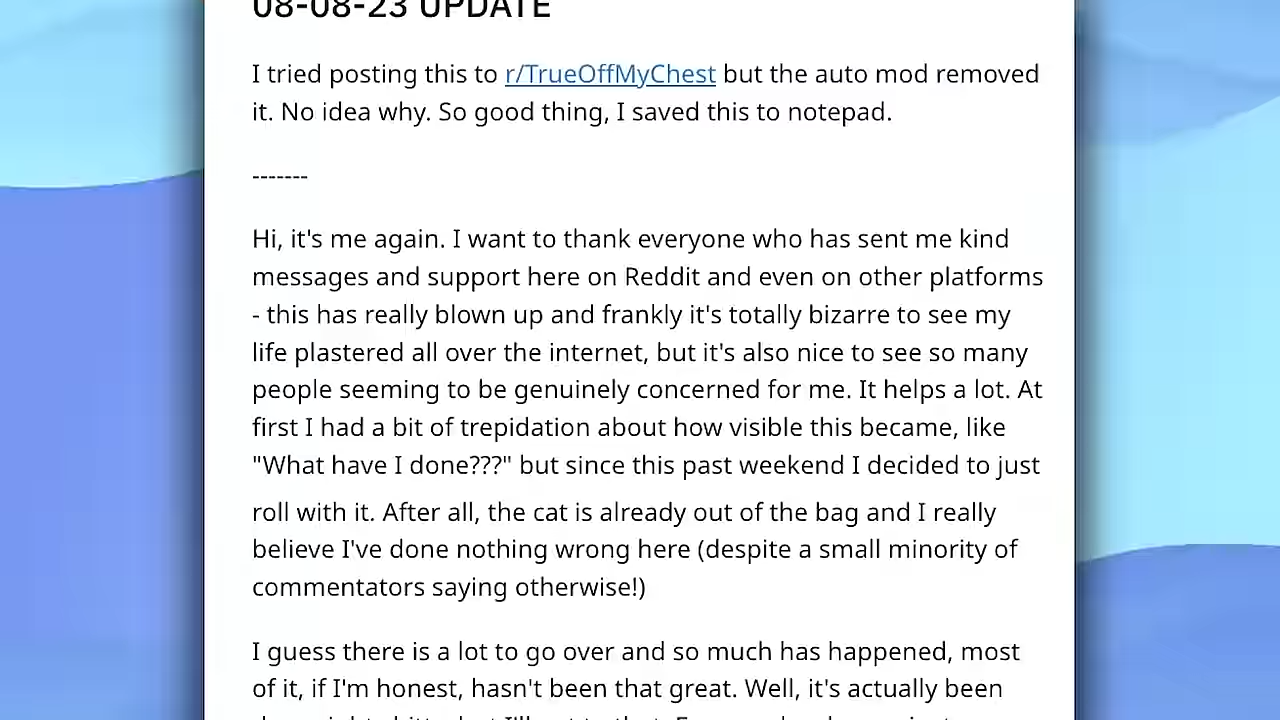 08-08-23 UPDATE
I tried posting this to r/TrueOffMyChest but the auto mod removed
it. No idea why. So good thing, I saved this to notepad.
-------
Hi, it's me again. I want to thank everyone who has sent me kind
messages and support here on Reddit and even on other platforms
- this has really blown up and frankly it's totally bizarre to see my
life plastered all over the internet, but it's also nice to see so many
people seeming to be genuinely concerned for me. It helps a lot. At
first I had a bit of trepidation about how visible this became, like
"What have I done???" but since this past weekend I decided to just
roll with it. After all, the cat is already out of the bag and I really
believe I've done nothing wrong here (despite a small minority of
commentators saying otherwise!)
I guess there is a lot to go over and so much has happened, most
of it, if I'm honest, hasn't been that great. Well, it's actually been